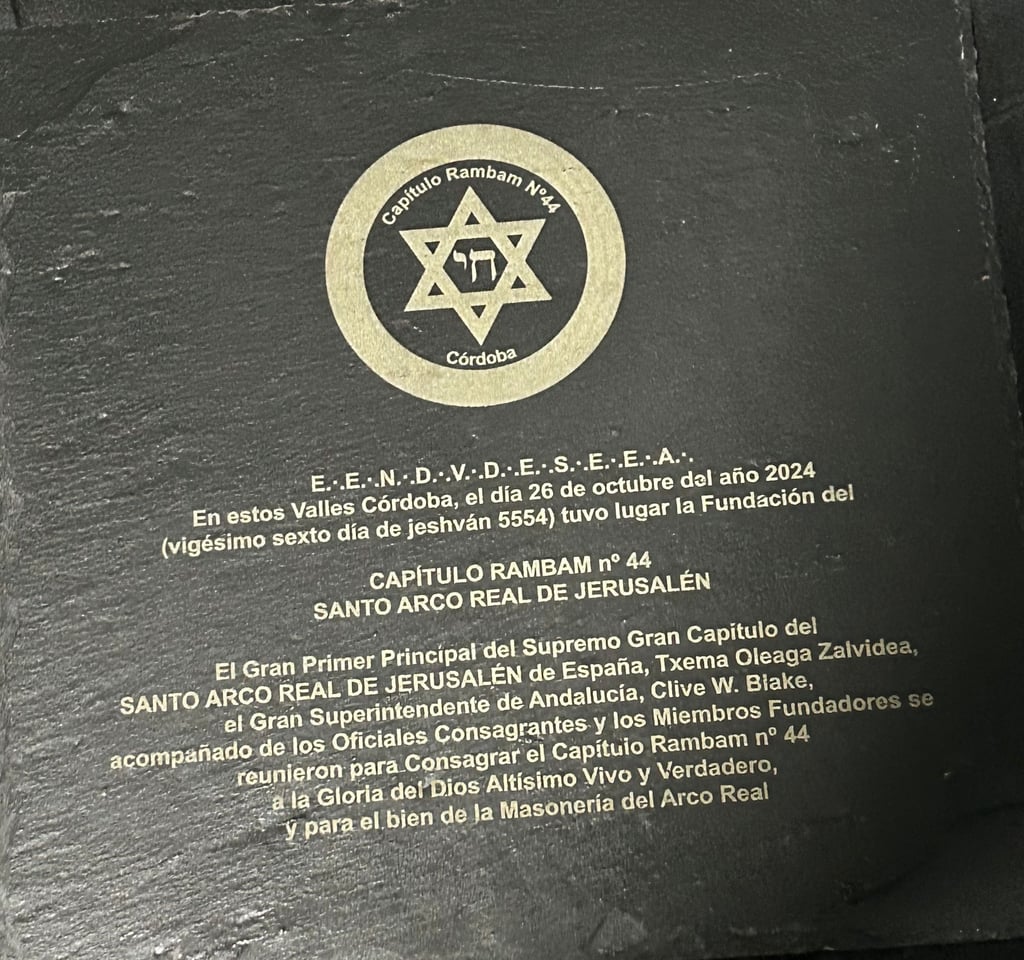 Capítulo Rambam Nº44
חי
Córdoba
E.·.E.·.N.·.D.·.V.·.D.·.E.·.S.·.E.·.E.·.A.·.
En estos Valles Córdoba, el día 26 de octubre del año 2024
(vigésimo sexto día de jeshván 5554) tuvo lugar la Fundación del
CAPÍTULO RAMBAM nº 44
SANTO ARCO REAL DE JERUSALÉN
El Gran Primer Principal del Supremo Gran Capítulo del
SANTO ARCO REAL DE JERUSALÉN de España, Txema Oleaga Zalvidea,
el Gran Superintendente de Andalucía, Clive W. Blake,
acompañado de los Oficiales Consagrantes y los Miembros Fundadores se
reunieron para Consagrar el Capítulo Rambam nº 44
a la Gloria del Dios Altísimo Vivo y Verdadero,
y para el bien de la Masonería del Arco Real